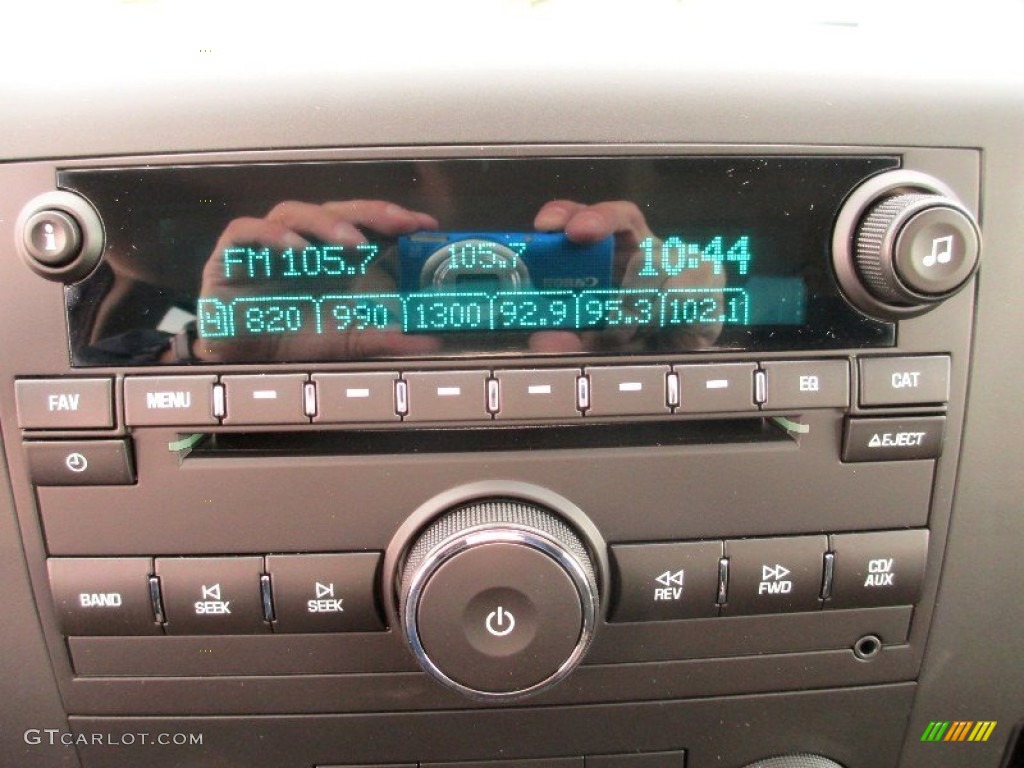 FM 105.7 105.7 10:44
A 820 990 1300 92.9 95.3 102.1
i
FAV MENU EQ CAT
EJECT
BAND SEEK SEEK REV FWD CD/
AUX
GTCARLOT.COM